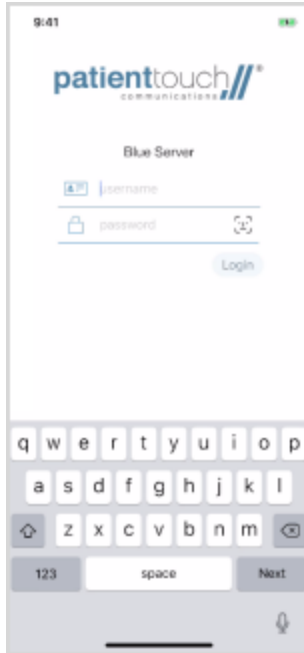 9:41
patienttouch®
communications
Blue Server
username
password
Login
q w e r t y u i o p
a s d f g h j k l
z x c v b n m
123 space Next